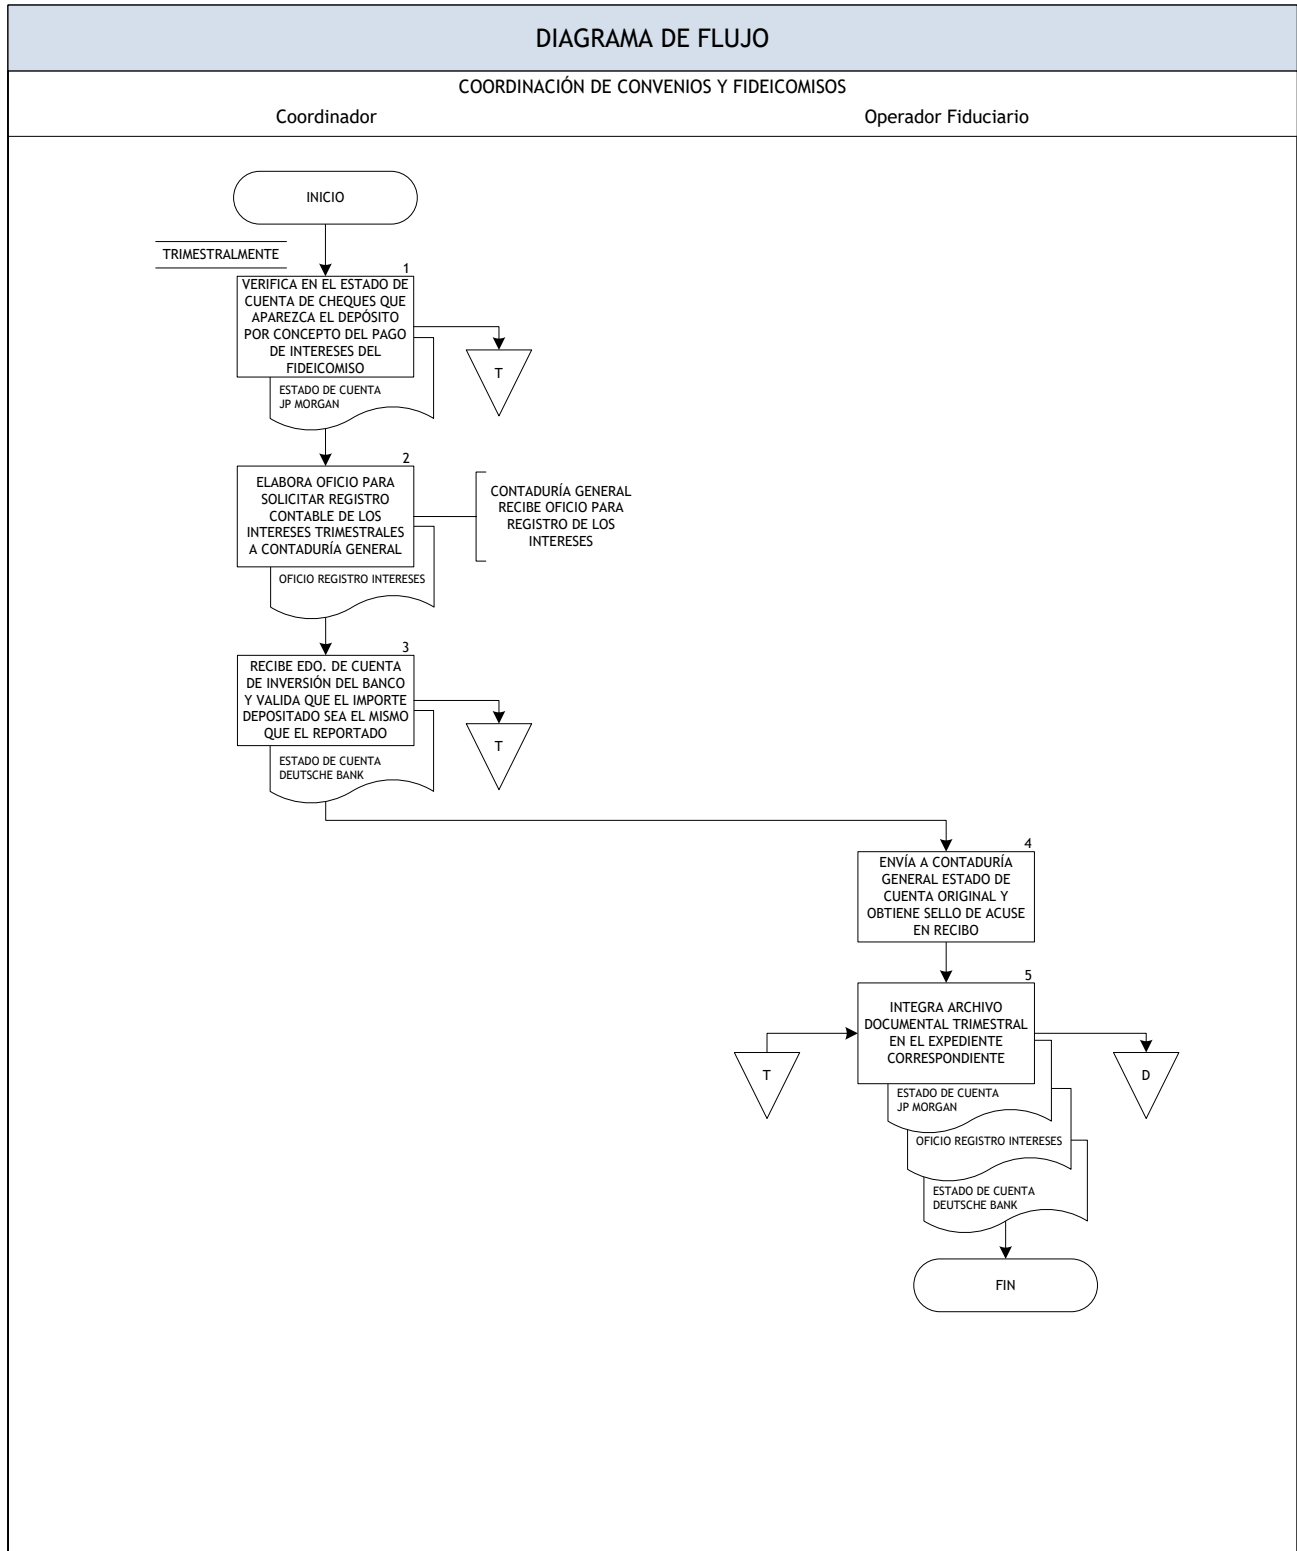 DIAGRAMA DE FLUJO
COORDINACIÓN DE CONVENIOS Y FIDEICOMISOS
Coordinador
Operador Fiduciario
INICIO
TRIMESTRALMENTE
1
VERIFICA EN EL ESTADO DE
CUENTA DE CHEQUES QUE
APAREZCA EL DEPÓSITO
POR CONCEPTO DEL PAGO
DE INTERESES DEL
FIDEICOMISO
T
ESTADO DE CUENTA
JP MORGAN
2
ELABORA OFICIO PARA
SOLICITAR REGISTRO
CONTABLE DE LOS
INTERESES TRIMESTRALES
A CONTADURÍA GENERAL
CONTADURÍA GENERAL
RECIBE OFICIO PARA
REGISTRO DE LOS
INTERESES
OFICIO REGISTRO INTERESES
3
RECIBE EDO. DE CUENTA
DE INVERSIÓN DEL BANCO
Y VALIDA QUE EL IMPORTE
DEPOSITADO SEA EL MISMO
QUE EL REPORTADO
T
ESTADO DE CUENTA
DEUTSCHE BANK
4
ENVÍA A CONTADURÍA
GENERAL ESTADO DE
CUENTA ORIGINAL Y
OBTIENE SELLO DE ACUSE
EN RECIBO
5
INTEGRA ARCHIVO
DOCUMENTAL TRIMESTRAL
EN EL EXPEDIENTE
CORRESPONDIENTE
T
D
ESTADO DE CUENTA
JP MORGAN
OFICIO REGISTRO INTERESES
ESTADO DE CUENTA
DEUTSCHE BANK
FIN